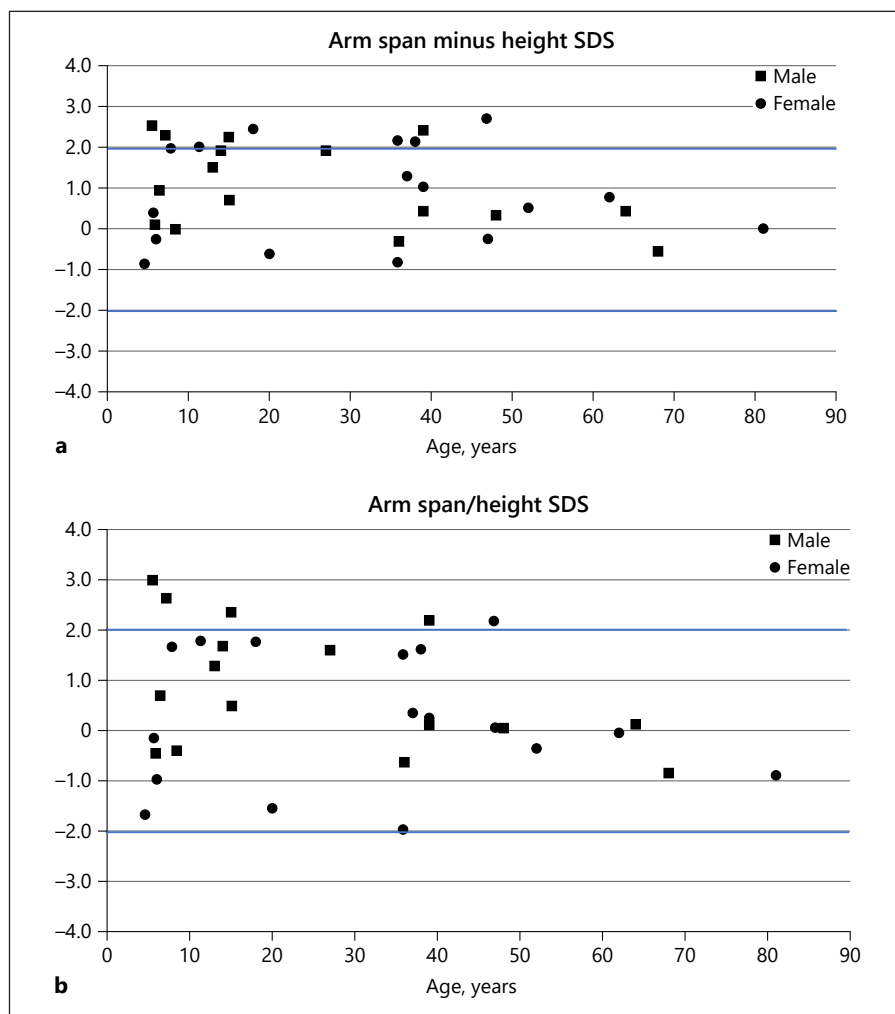 Arm span minus height SDS
4.0
3.0
2.0
1.0
0
–1.0
–2.0
–3.0
–4.0
Male
Female
0 10 20 30 40 50 60 70 80 90
a
Age, years
Arm span/height SDS
4.0
3.0
2.0
1.0
0
–1.0
–2.0
–3.0
–4.0
Male
Female
0 10 20 30 40 50 60 70 80 90
b
Age, years